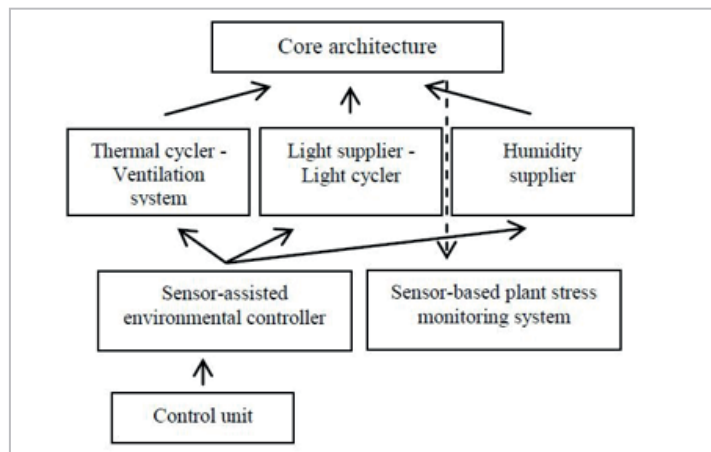 Core architecture
Thermal cycler -
Ventilation
system
Light supplier -
Light cycler
Humidity
supplier
Sensor-assisted
environmental controller
Sensor-based plant stress
monitoring system
Control unit